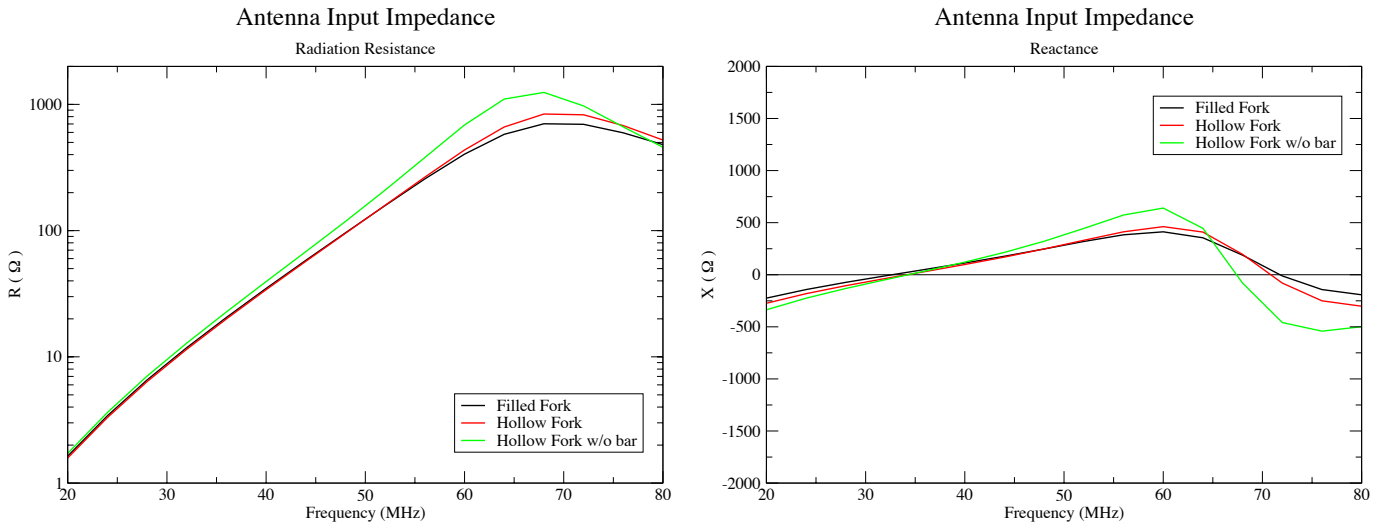 Antenna Input Impedance
Radiation Resistance
1000
100
10
1
R ( Ω )
20 30 40 50 60 70 80
Frequency (MHz)
Filled Fork
Hollow Fork
Hollow Fork w/o bar
Antenna Input Impedance
Reactance
2000
1500
1000
500
0
-500
-1000
-1500
-2000
X ( Ω )
20 30 40 50 60 70 80
Frequency (MHz)
Filled Fork
Hollow Fork
Hollow Fork w/o bar